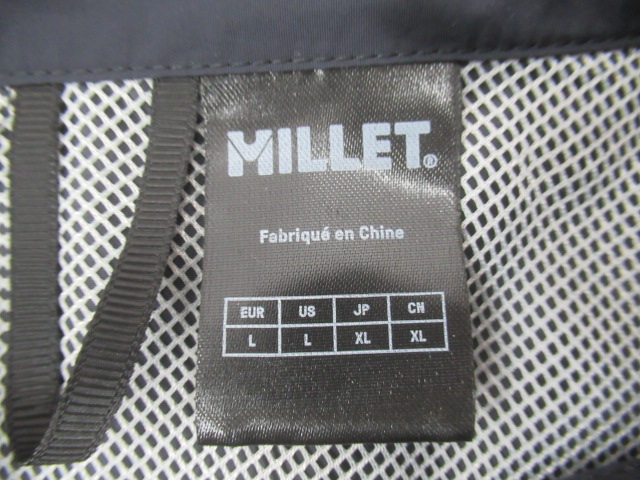 MILLET®
Fabriqué en Chine
EUR US JP CN
L L XL XL